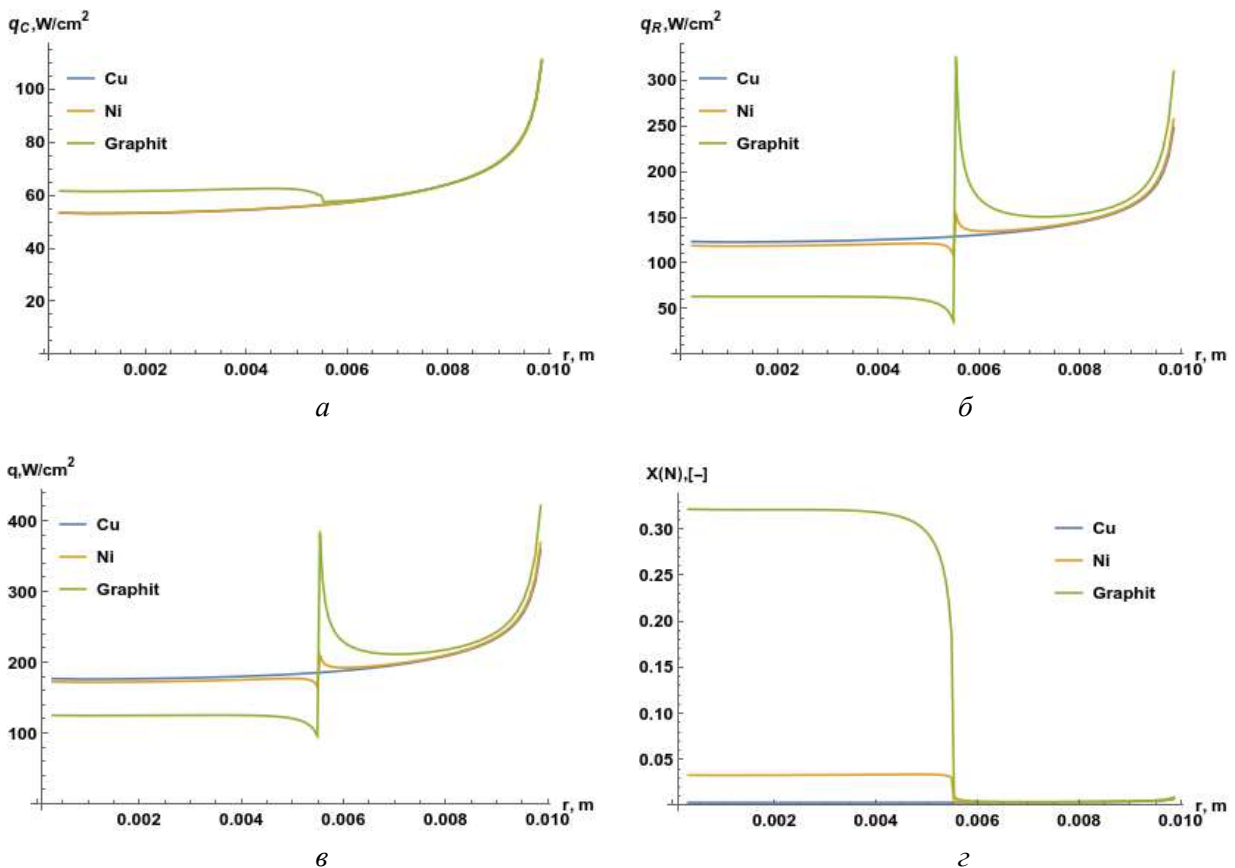 q_C,W/cm²
Cu
Ni
Graphit
100
80
60
40
20
0.002 0.004 0.006 0.008 0.010
r, m
а
q_R,W/cm²
Cu
Ni
Graphit
300
250
200
150
100
50
0.002 0.004 0.006 0.008 0.010
r, m
б
q,W/cm²
Cu
Ni
Graphit
400
300
200
100
0.002 0.004 0.006 0.008 0.010
r, m
в
X(N),[–]
Cu
Ni
Graphit
0.30
0.25
0.20
0.15
0.10
0.05
0.002 0.004 0.006 0.008 0.010
r, m
г